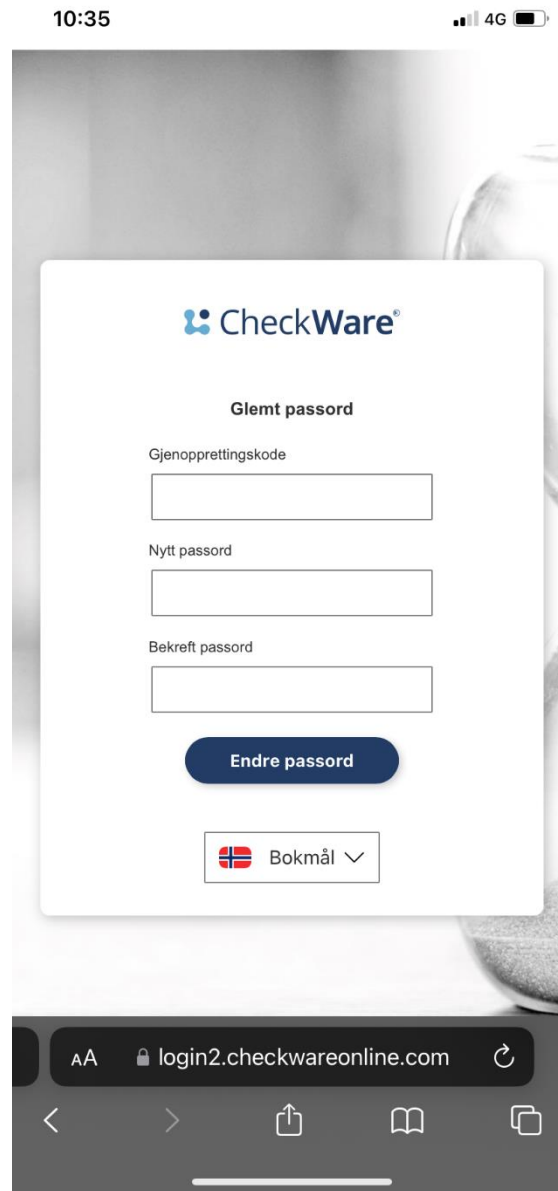 10:35
4G
CheckWare®
Glemt passord
Gjenopprettingskode
Nytt passord
Bekreft passord
Endre passord
Bokmål
AA login2.checkwareonline.com